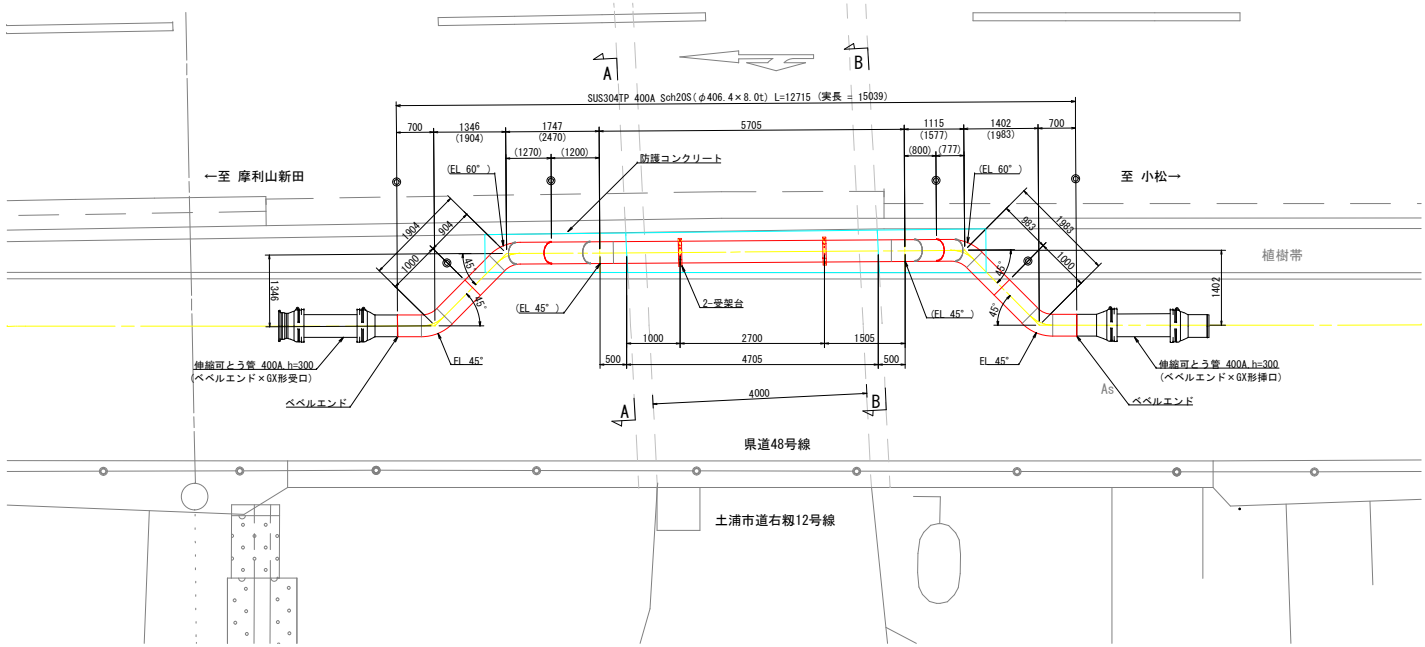 A
B
SUS304TP 400A Sch20S(φ406.4×8.0t) L=12715 (実長 = 15039)
700
1346
(1904)
1747
(2470)
5705
1115
(1577)
1402
(1983)
700
(1270)
(1200)
(800)
(777)
防護コンクリート
←至 摩利山新田
(EL 60°)
(EL 60°)
至 小松→
1904
904
1000
983
1983
1000
45°
45°
45°
45°
1346
1402
植樹帯
(EL 45°)
2-受架台
(EL 45°)
1000
2700
1505
EL 45°
500
4705
500
EL 45°
伸縮可とう管 400A.h=300
(ベベルエンド×GX形受口)
伸縮可とう管 400A.h=300
(ベベルエンド×GX形挿口)
ベベルエンド
As
ベベルエンド
4000
A
B
県道48号線
土浦市道右籾12号線